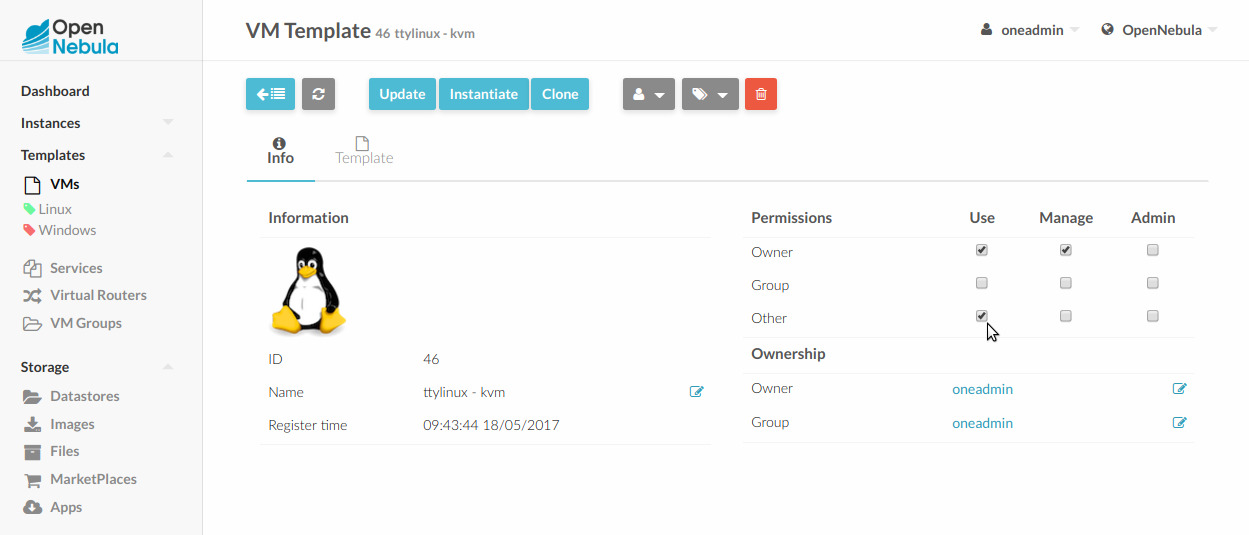 Open
Nebula
VM Template 46 ttylinux - kvm
oneadmin
OpenNebula
Dashboard
Instances
Templates
VMs
Linux
Windows
Services
Virtual Routers
VM Groups
Storage
Datastores
Images
Files
MarketPlaces
Apps
Update Instantiate Clone
Info Template
Information
ID 46
Name ttylinux - kvm
Register time 09:43:44 18/05/2017
Permissions Use Manage Admin
Owner
Group
Other
Ownership
Owner oneadmin
Group oneadmin